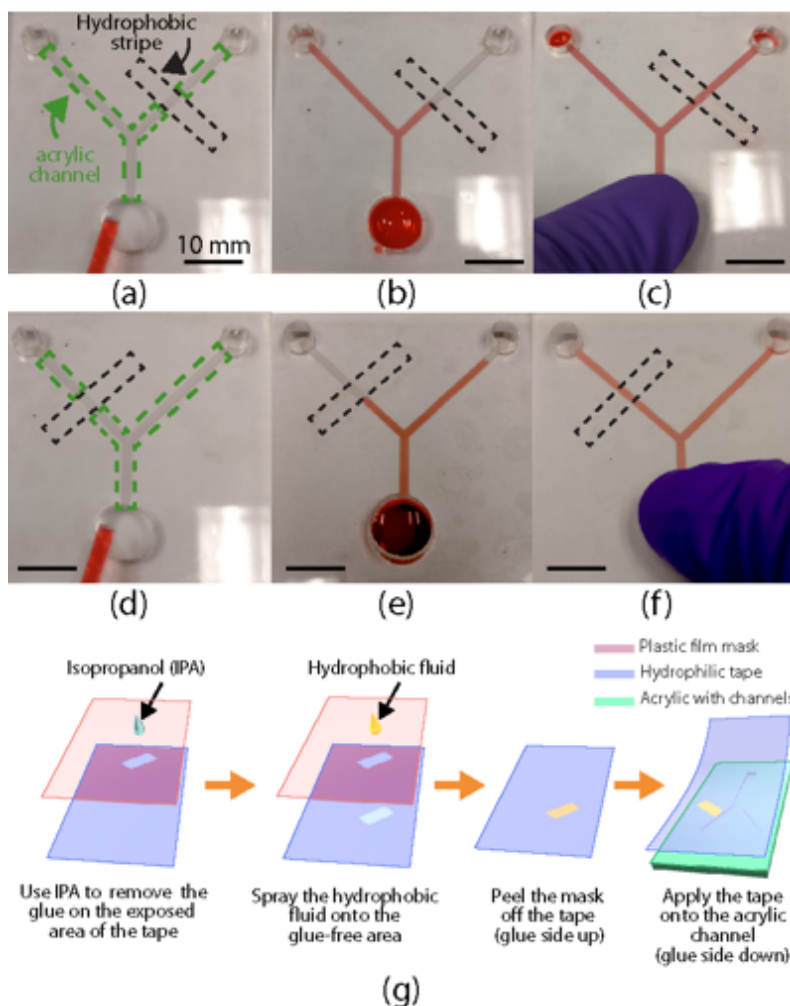 Hydrophobic
stripe
acrylic
channel
10 mm
(a)
(b)
(c)
(d)
(e)
(f)
Isopropanol (IPA)
Hydrophobic fluid
Plastic film mask
Hydrophilic tape
Acrylic with channels
Use IPA to remove the
glue on the exposed
area of the tape
Spray the hydrophobic
fluid onto the
glue-free area
Peel the mask
off the tape
(glue side up)
Apply the tape
onto the acrylic
channel
(glue side down)
(g)